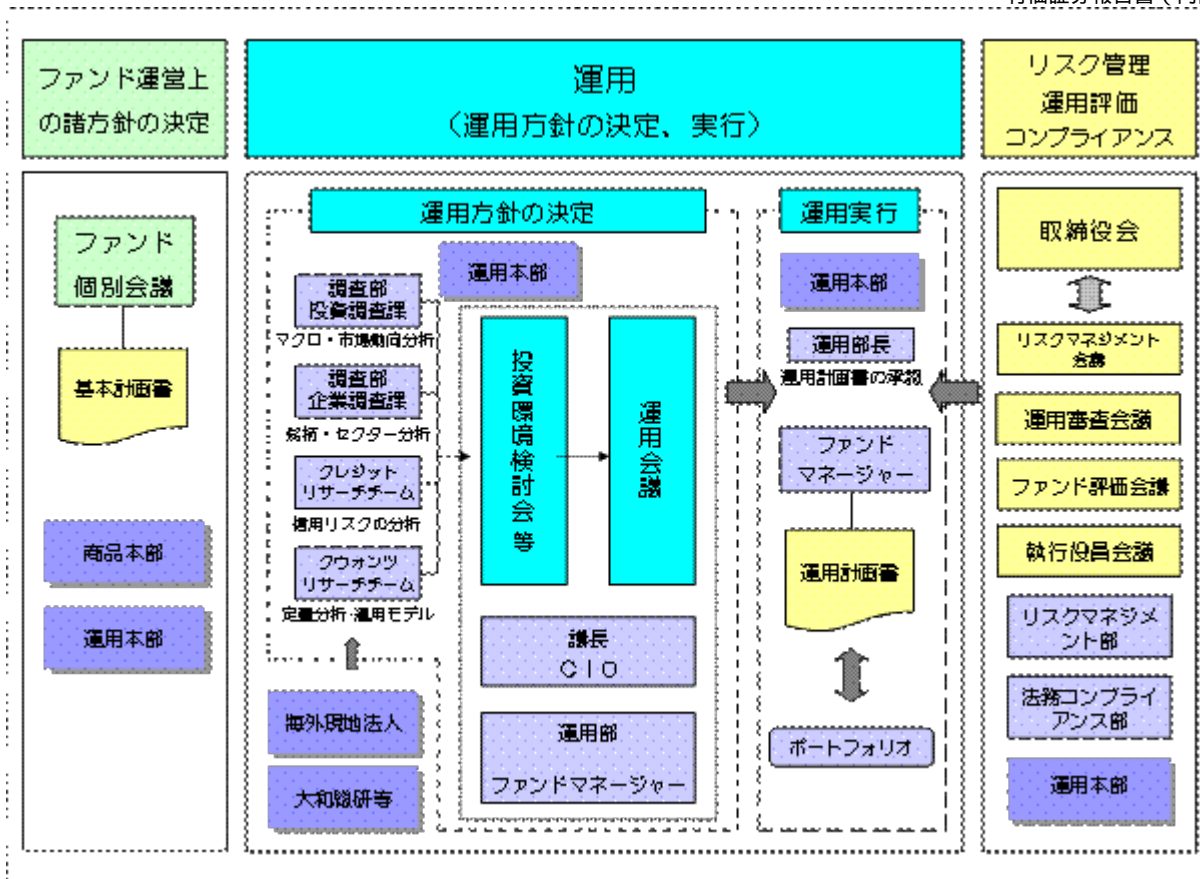 ファンド運営上
の諸方針の決定
運用
(運用方針の決定、実行)
リスク管理
運用評価
コンプライアンス
ファンド
個別会議
基本計画書
商品本部
運用本部
運用方針の決定
運用本部
調査部
投資調査課
マクロ・市場動向分析
調査部
企業調査課
銘柄・セクター分析
クレジット
リサーチチーム
信用リスクの分析
クウォンツ
リサーチチーム
定量分析・運用モデル
海外現地法人
大和総研等
投資環境検討会等
運用会議
議長
CIO
運用部
ファンドマネージャー
運用実行
運用本部
運用部長
運用計画書の承認
ファンド
マネージャー
運用計画書
ポートフォリオ
取締役会
リスクマネジメント
会議
運用審査会議
ファンド評価会議
執行役員会議
リスクマネジメ
ント部
法務コンプライ
アンス部
運用本部